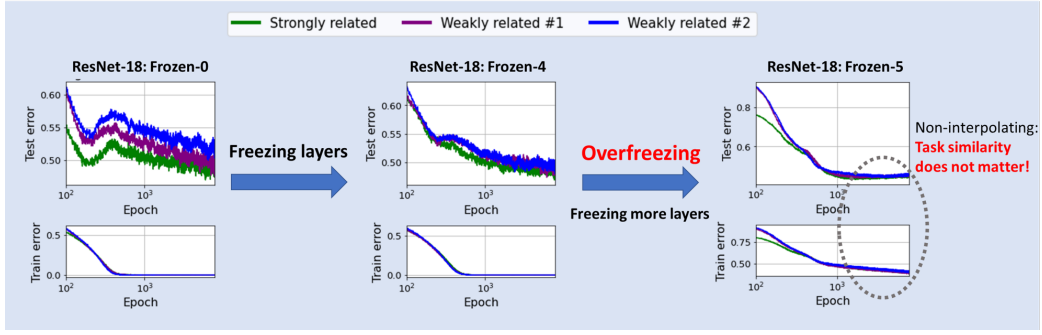 Strongly related
Weakly related #1
Weakly related #2
ResNet-18: Frozen-0
0.60
0.55
0.50
Test error
10²
10³
Epoch
0.5
0.0
Train error
10²
10³
Epoch
Freezing layers
ResNet-18: Frozen-4
0.60
0.55
0.50
Test error
10²
10³
Epoch
0.5
0.0
Train error
10²
10³
Epoch
Overfreezing
Freezing more layers
ResNet-18: Frozen-5
0.8
0.6
Test error
10²
10³
Epoch
0.75
0.50
Train error
10²
10³
Epoch
Non-interpolating:
Task similarity
does not matter!